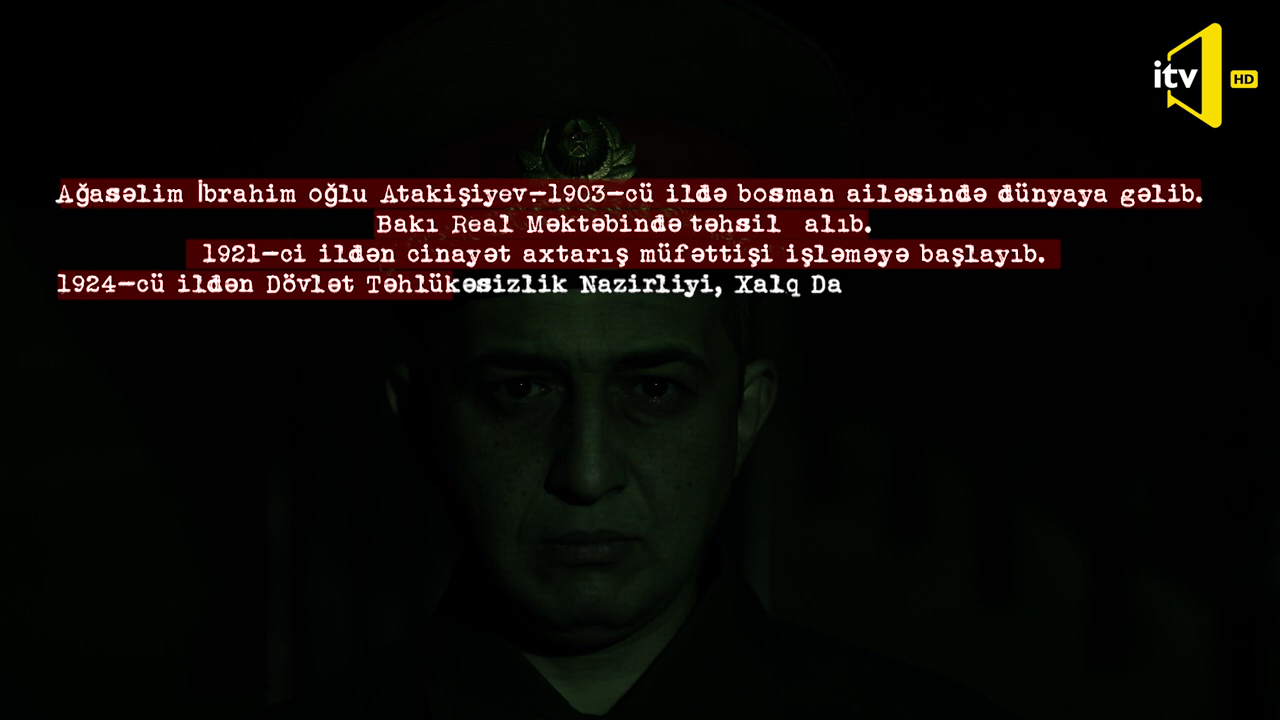 itv HD
Ağasəlim İbrahim oğlu Atakişiyev-1903-cü ildə bosman ailəsində dünyaya gəlib.
Bakı Real Məktəbində təhsil alıb.
1921-ci ildən cinayət axtarış müfəttişi işləməyə başlayıb.
1924-cü ildən Dövlət Təhlükəsizlik Nazirliyi, Xalq Da